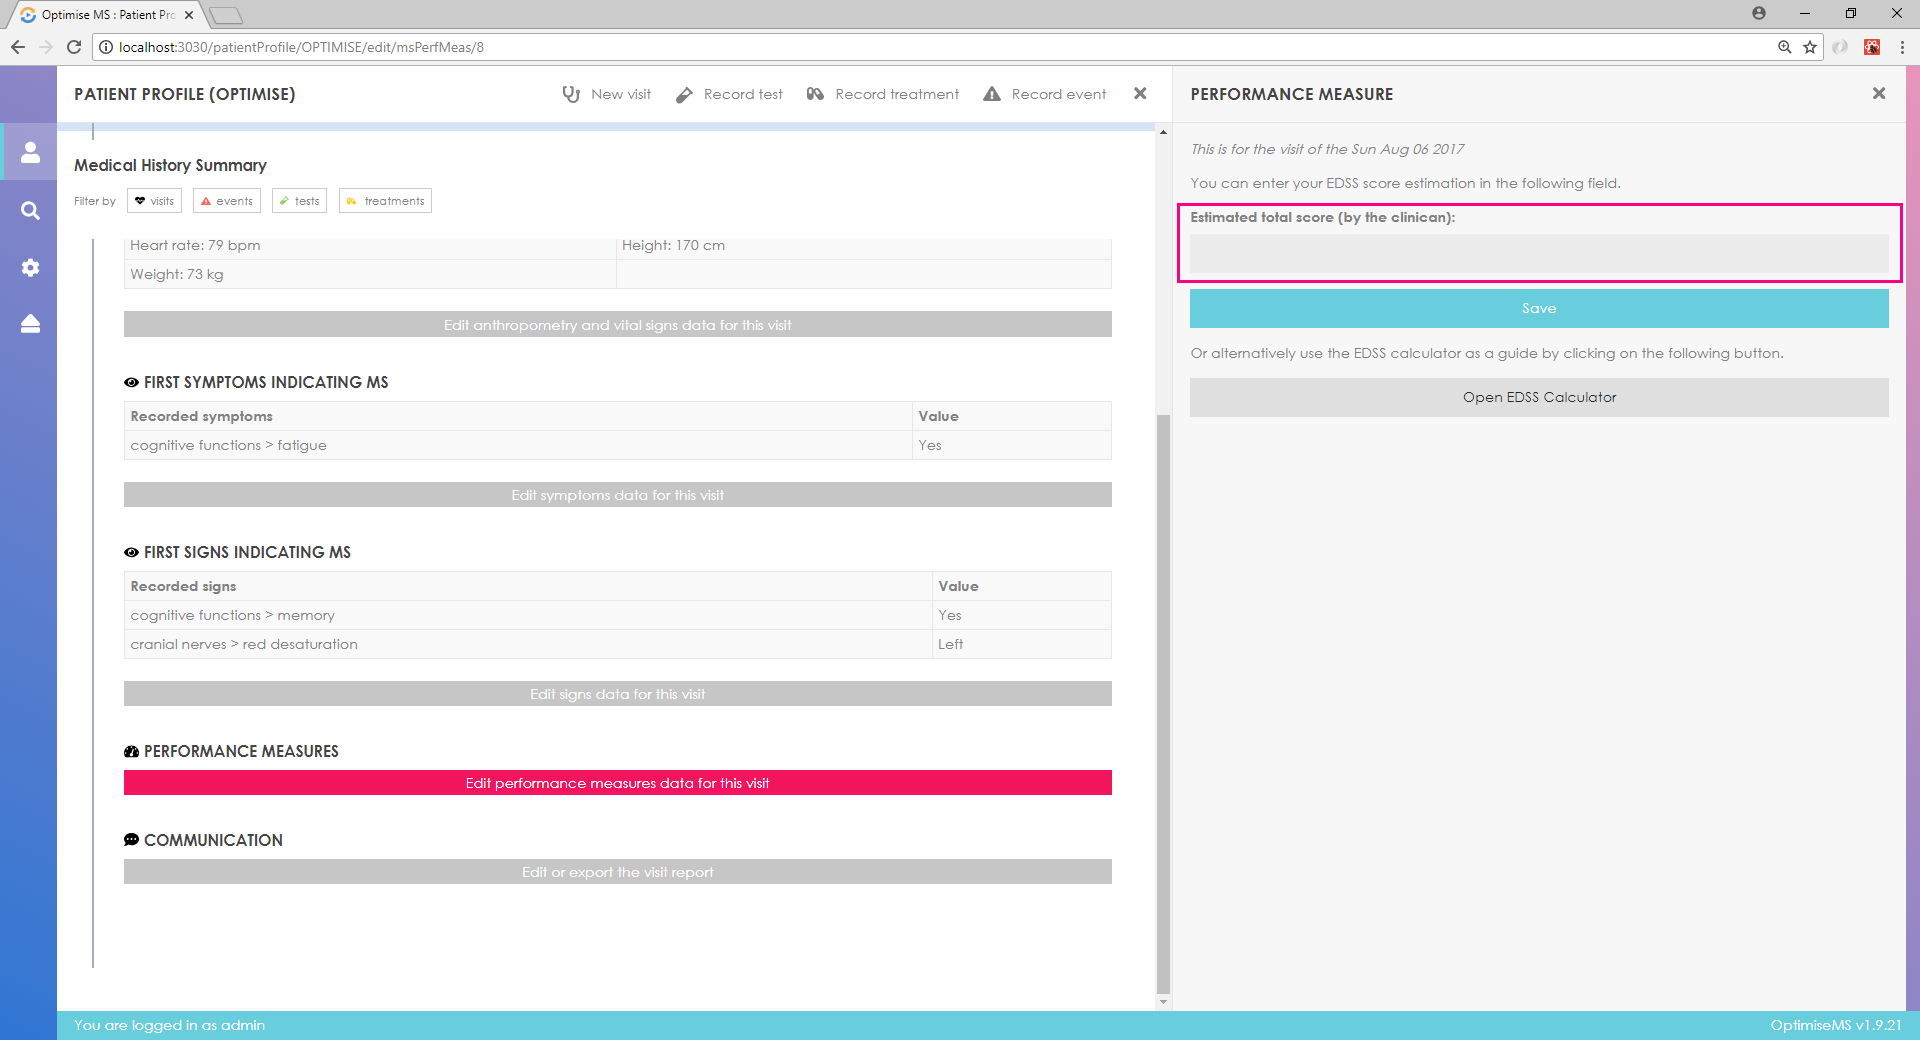 Optimise MS : Patient Pro
localhost:3030/patientProfile/OPTIMISE/edit/msPerfMeas/8
PATIENT PROFILE (OPTIMISE)
New visit
Record test
Record treatment
Record event
Medical History Summary
Filter by
visits
events
tests
treatments
Heart rate: 79 bpm
Height: 170 cm
Weight: 73 kg
Edit anthropometry and vital signs data for this visit
FIRST SYMPTOMS INDICATING MS
Recorded symptoms
Value
cognitive functions > fatigue
Yes
Edit symptoms data for this visit
FIRST SIGNS INDICATING MS
Recorded signs
Value
cognitive functions > memory
Yes
cranial nerves > red desaturation
Left
Edit signs data for this visit
PERFORMANCE MEASURES
Edit performance measures data for this visit
COMMUNICATION
Edit or export the visit report
PERFORMANCE MEASURE
This is for the visit of the Sun Aug 06 2017
You can enter your EDSS score estimation in the following field.
Estimated total score (by the clinican):
Save
Or alternatively use the EDSS calculator as a guide by clicking on the following button.
Open EDSS Calculator
You are logged in as admin
OptimiseMS v1.9.21